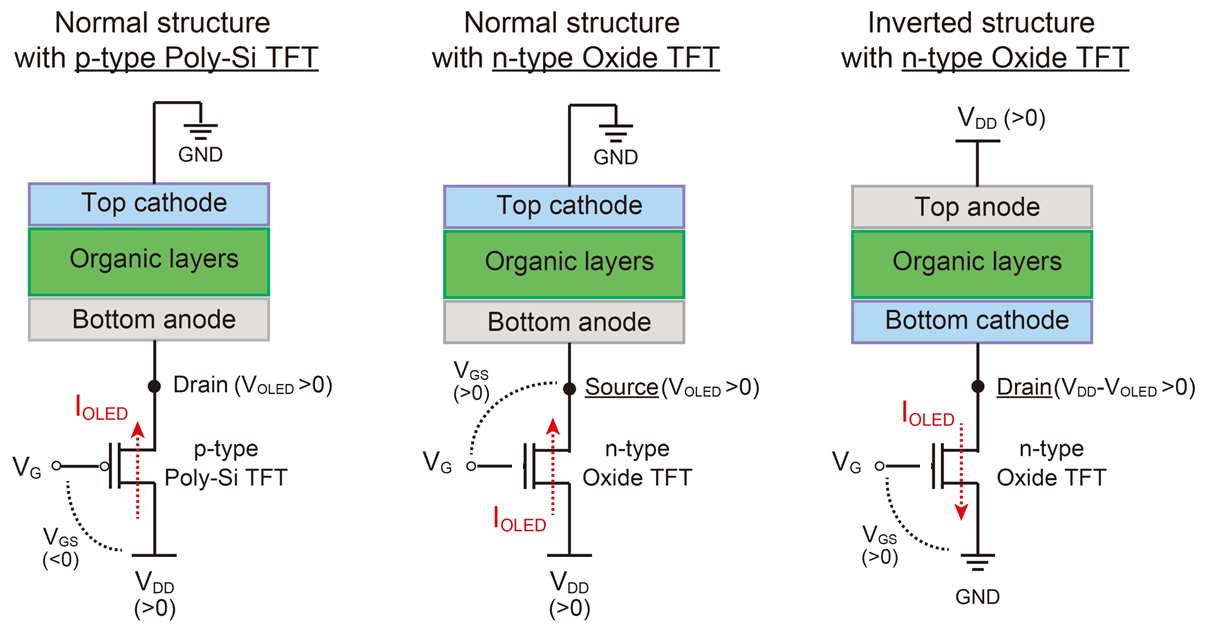 Normal structure
with p-type Poly-Si TFT
GND
Top cathode
Organic layers
Bottom anode
Drain (VOLED >0)
IOLED
p-type
Poly-Si TFT
VG
VGS
(<0)
VDD
(>0)
Normal structure
with n-type Oxide TFT
GND
Top cathode
Organic layers
Bottom anode
VGS
(>0)
Source (VOLED >0)
VG
n-type
Oxide TFT
IOLED
VDD
(>0)
Inverted structure
with n-type Oxide TFT
VDD (>0)
Top anode
Organic layers
Bottom cathode
Drain (VDD-VOLED >0)
IOLED
VG
n-type
Oxide TFT
VGS
(>0)
GND